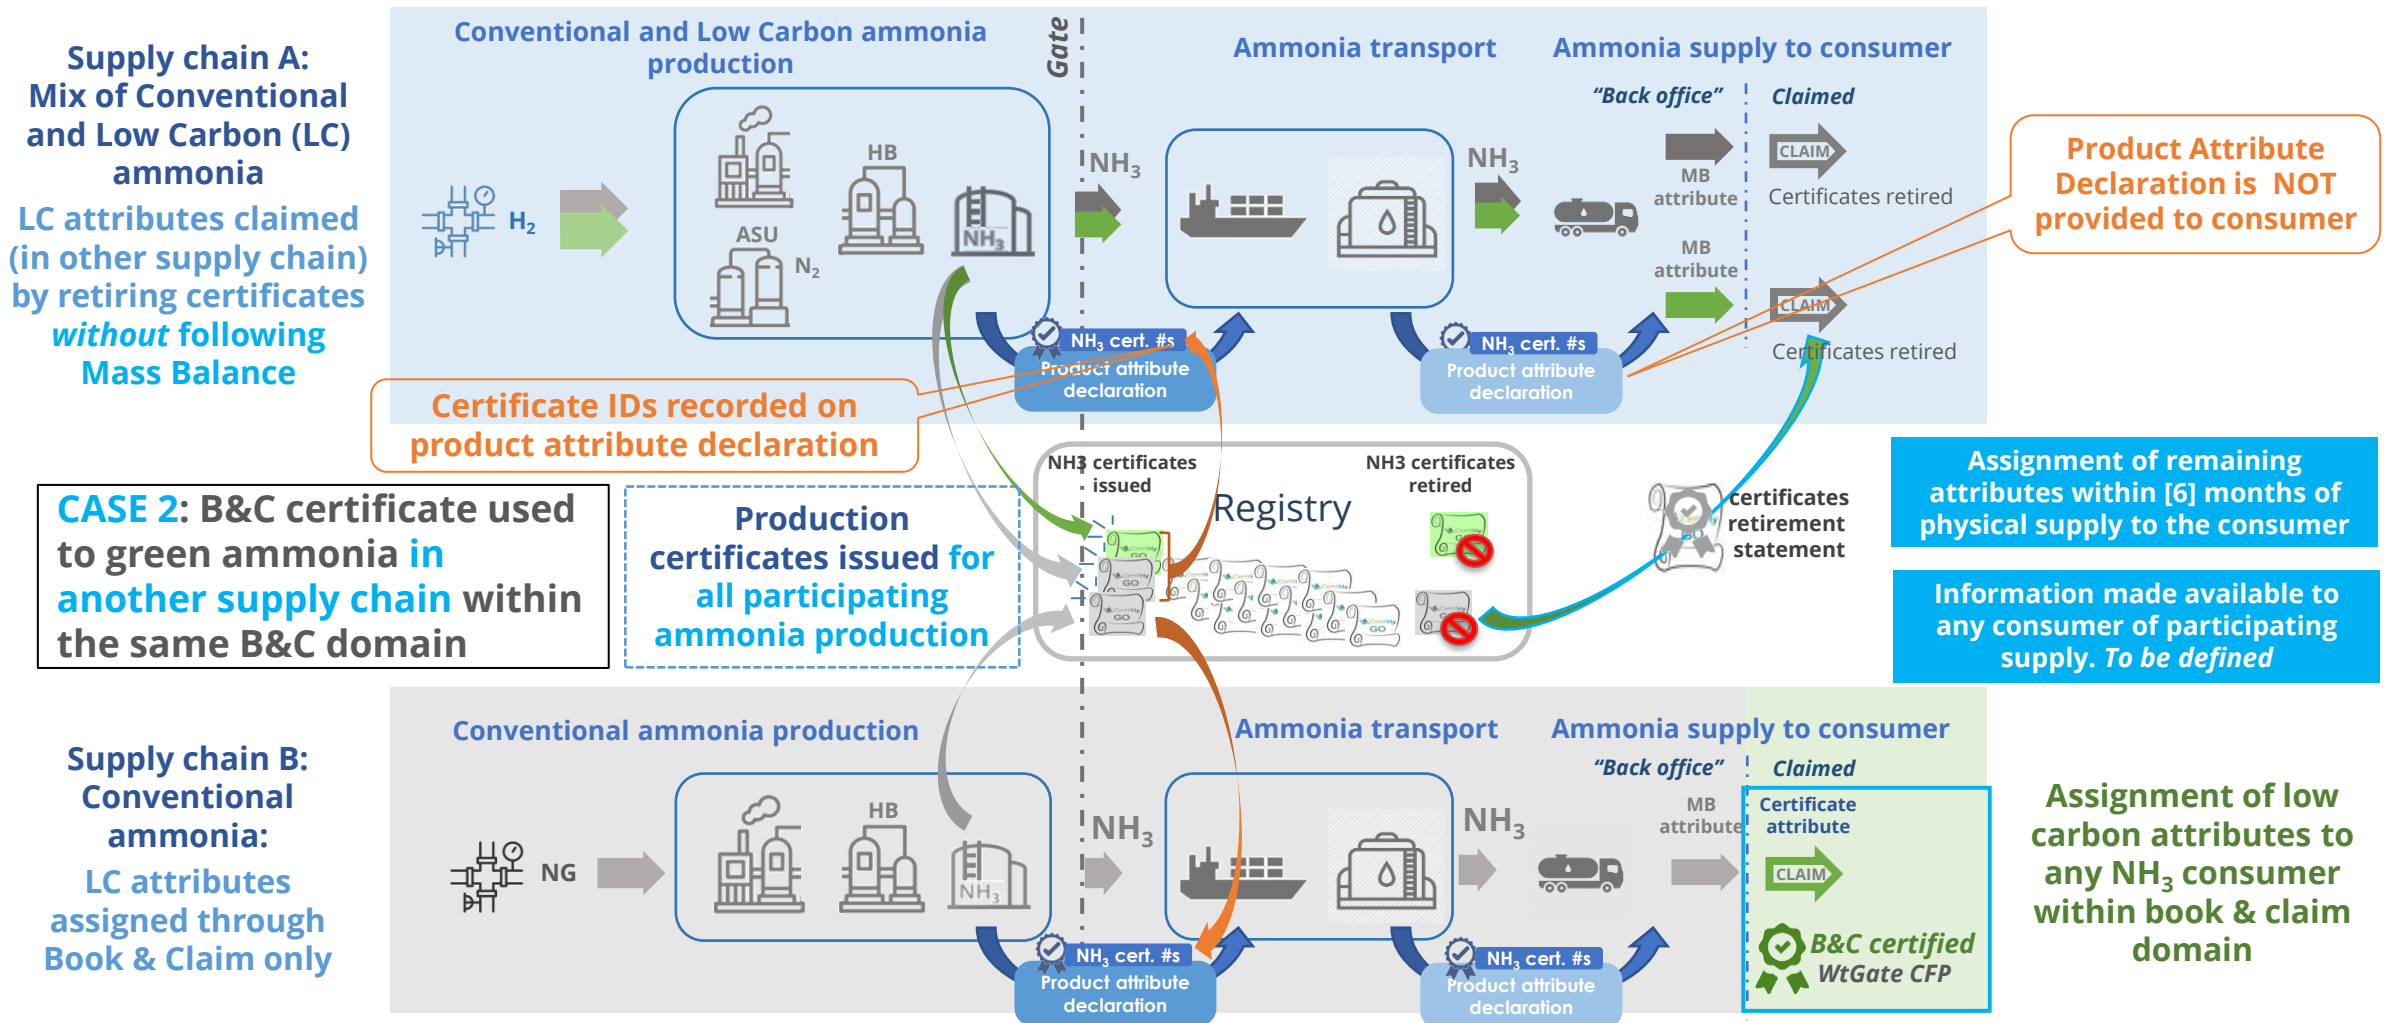 Supply chain A:
Mix of Conventional
and Low Carbon (LC)
ammonia
LC attributes claimed
(in other supply chain)
by retiring certificates
without following
Mass Balance
Conventional and Low Carbon ammonia
production
Gate
Ammonia transport
Ammonia supply to consumer
“Back office”
Claimed
H2
ASU
N2
HB
NH3
NH3
NH3
MB
attribute
MB
attribute
CLAIM
Certificates retired
CLAIM
Certificates retired
Product Attribute
Declaration is NOT
provided to consumer
NH3 cert. #s
Product attribute
declaration
NH3 cert. #s
Product attribute
declaration
Certificate IDs recorded on
product attribute declaration
CASE 2: B&C certificate used
to green ammonia in
another supply chain within
the same B&C domain
Production
certificates issued for
all participating
ammonia production
NH3 certificates
issued
Registry
NH3 certificates
retired
GO
GO
GO
GO
certificates
retirement
statement
Assignment of remaining
attributes within [6] months of
physical supply to the consumer
Information made available to
any consumer of participating
supply. To be defined
Supply chain B:
Conventional
ammonia:
LC attributes
assigned through
Book & Claim only
Conventional ammonia production
Ammonia transport
Ammonia supply to consumer
“Back office”
Claimed
NG
HB
NH3
NH3
NH3
MB
attribute
Certificate
attribute
CLAIM
B&C certified
WtGate CFP
NH3 cert. #s
Product attribute
declaration
NH3 cert. #s
Product attribute
declaration
Assignment of low
carbon attributes to
any NH3 consumer
within book & claim
domain